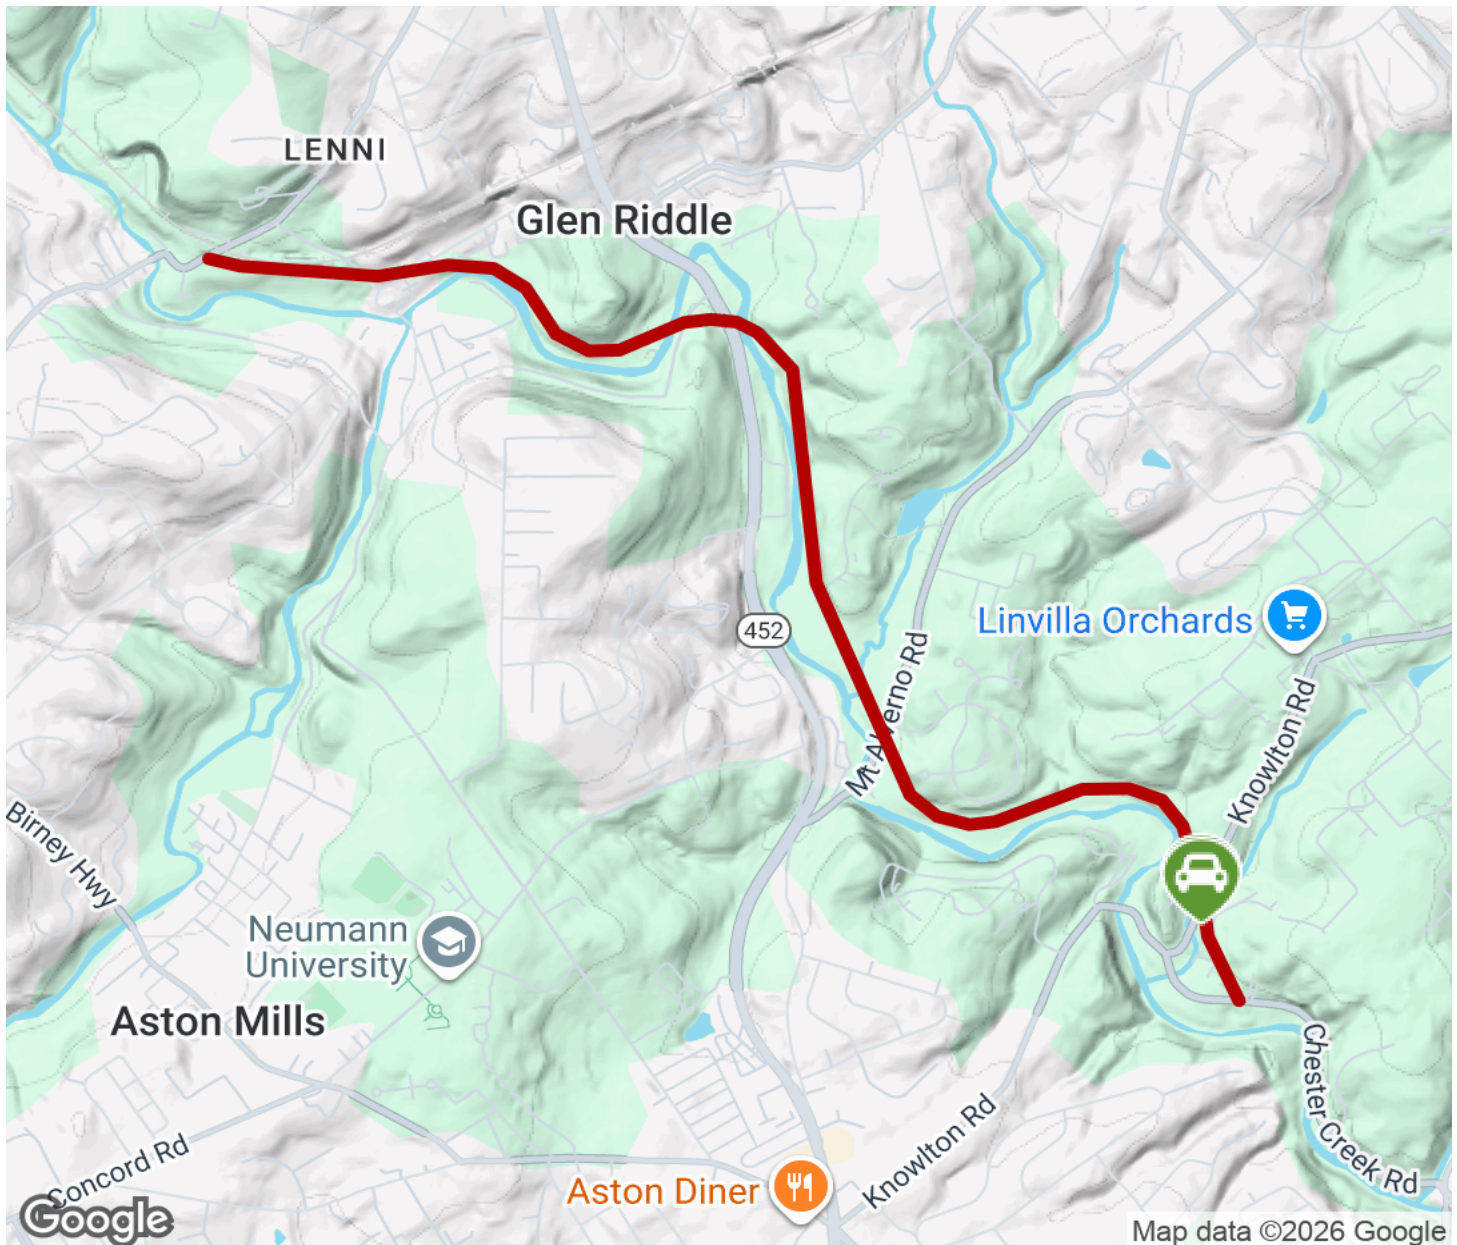 LENNI
Glen Riddle
452
Linvilla Orchards
Mt Alverno Rd
Knowlton Rd
Birney Hwy
Neumann
University
Aston Mills
Chester Creek Rd
Knowlton Rd
Concord Rd
Aston Diner
Google
Map data ©2026 Google